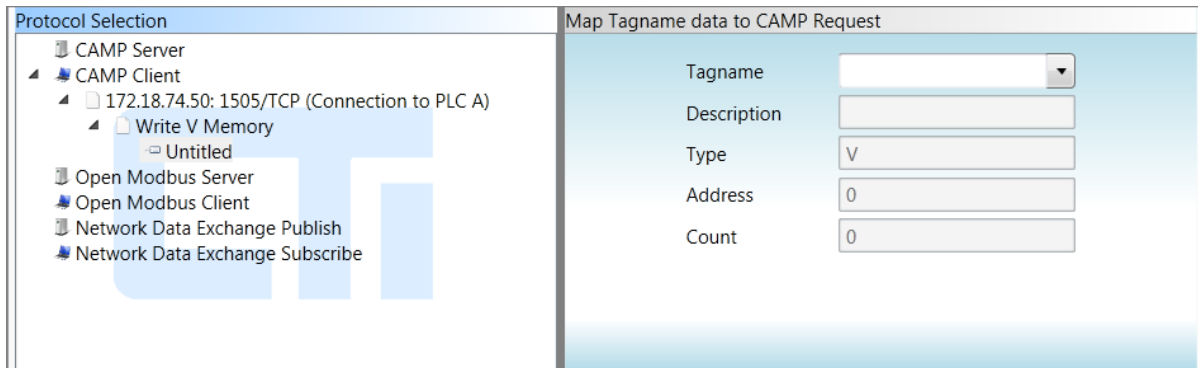 Protocol Selection
CAMP Server
CAMP Client
172.18.74.50: 1505/TCP (Connection to PLC A)
Write V Memory
Untitled
Open Modbus Server
Open Modbus Client
Network Data Exchange Publish
Network Data Exchange Subscribe
CTi
Map Tagname data to CAMP Request
Tagname
Description
Type V
Address 0
Count 0